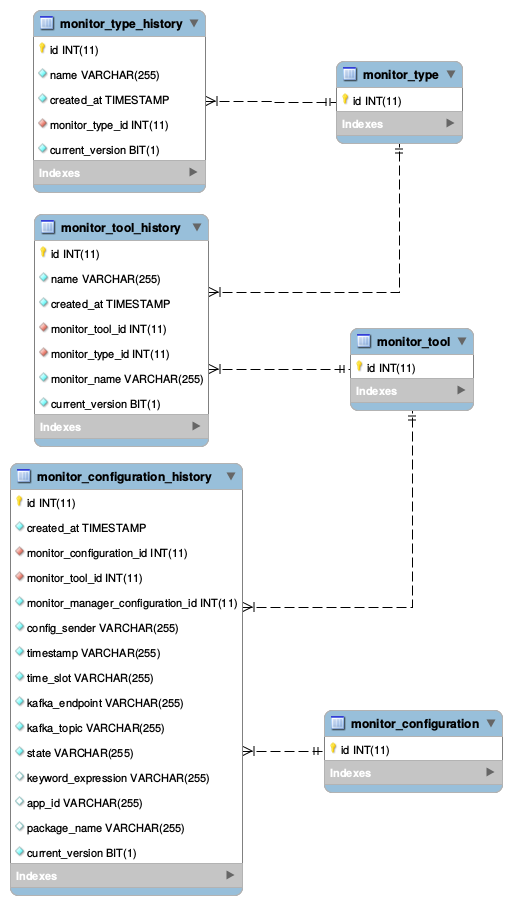 monitor_type_history
id INT(11)
name VARCHAR(255)
created_at TIMESTAMP
monitor_type_id INT(11)
current_version BIT(1)
Indexes
monitor_type
id INT(11)
Indexes
monitor_tool_history
id INT(11)
name VARCHAR(255)
created_at TIMESTAMP
monitor_tool_id INT(11)
monitor_type_id INT(11)
monitor_name VARCHAR(255)
current_version BIT(1)
Indexes
monitor_tool
id INT(11)
Indexes
monitor_configuration_history
id INT(11)
created_at TIMESTAMP
monitor_configuration_id INT(11)
monitor_tool_id INT(11)
monitor_manager_configuration_id INT(11)
config_sender VARCHAR(255)
timestamp VARCHAR(255)
time_slot VARCHAR(255)
kafka_endpoint VARCHAR(255)
kafka_topic VARCHAR(255)
state VARCHAR(255)
keyword_expression VARCHAR(255)
app_id VARCHAR(255)
package_name VARCHAR(255)
current_version BIT(1)
Indexes
monitor_configuration
id INT(11)
Indexes